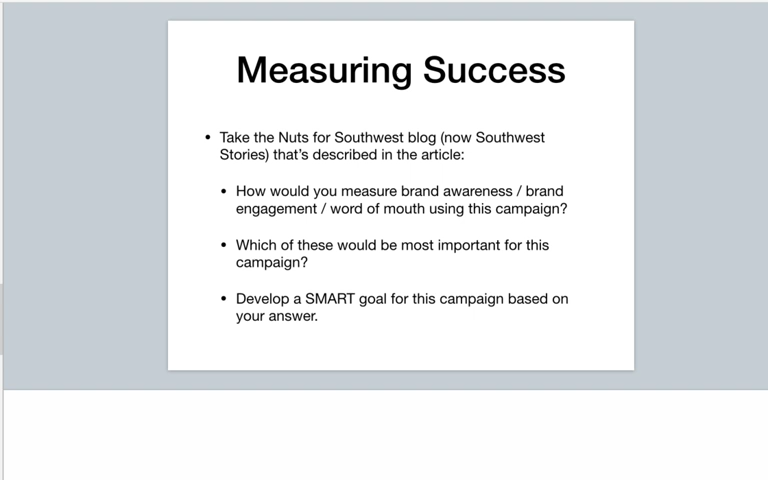 Measuring Success
• Take the Nuts for Southwest blog (now Southwest
Stories) that’s described in the article:
• How would you measure brand awareness / brand
engagement / word of mouth using this campaign?
• Which of these would be most important for this
campaign?
• Develop a SMART goal for this campaign based on
your answer.